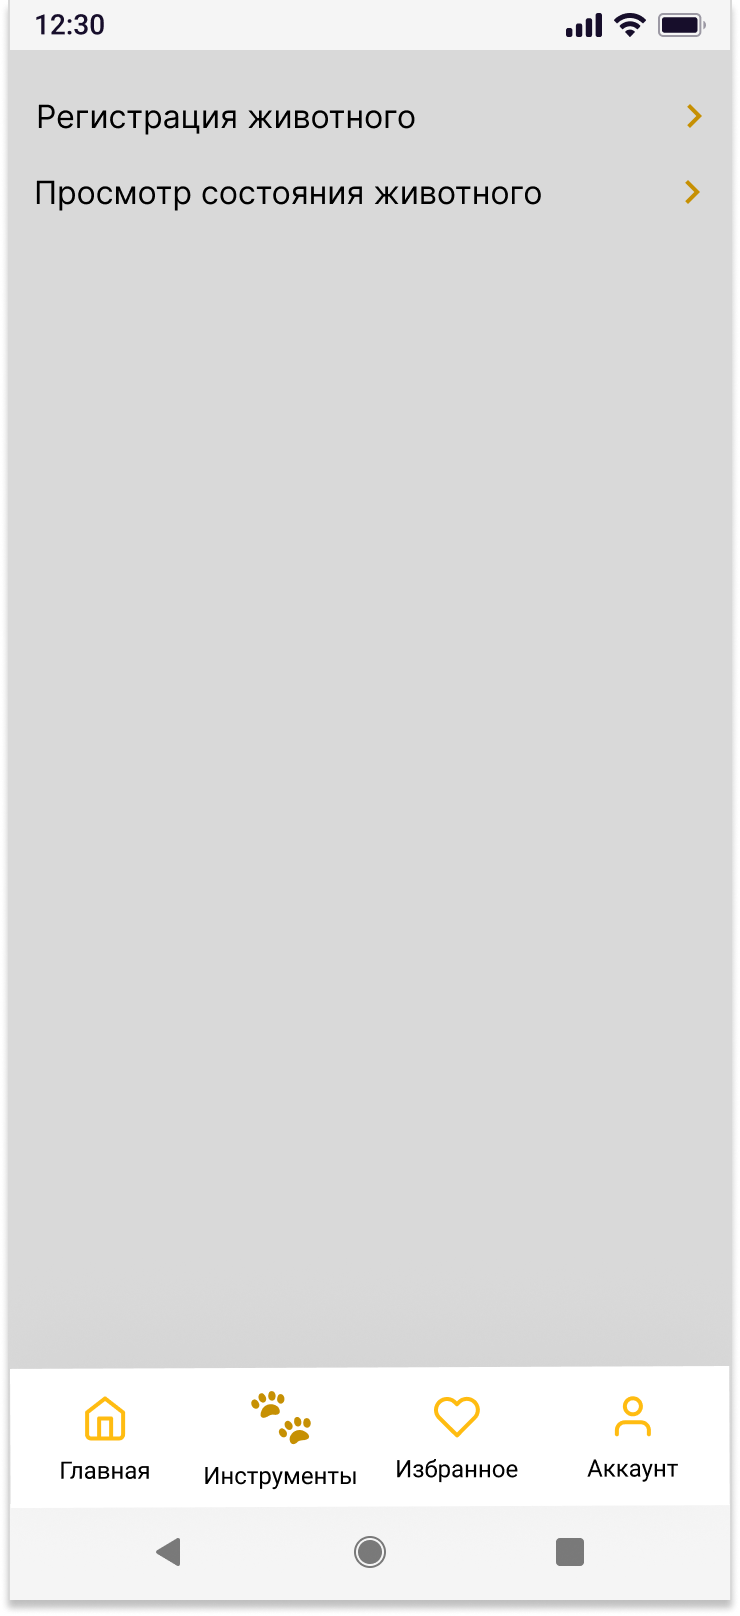 12:30
Регистрация животного
Просмотр состояния животного
Главная
Инструменты
Избранное
Аккаунт